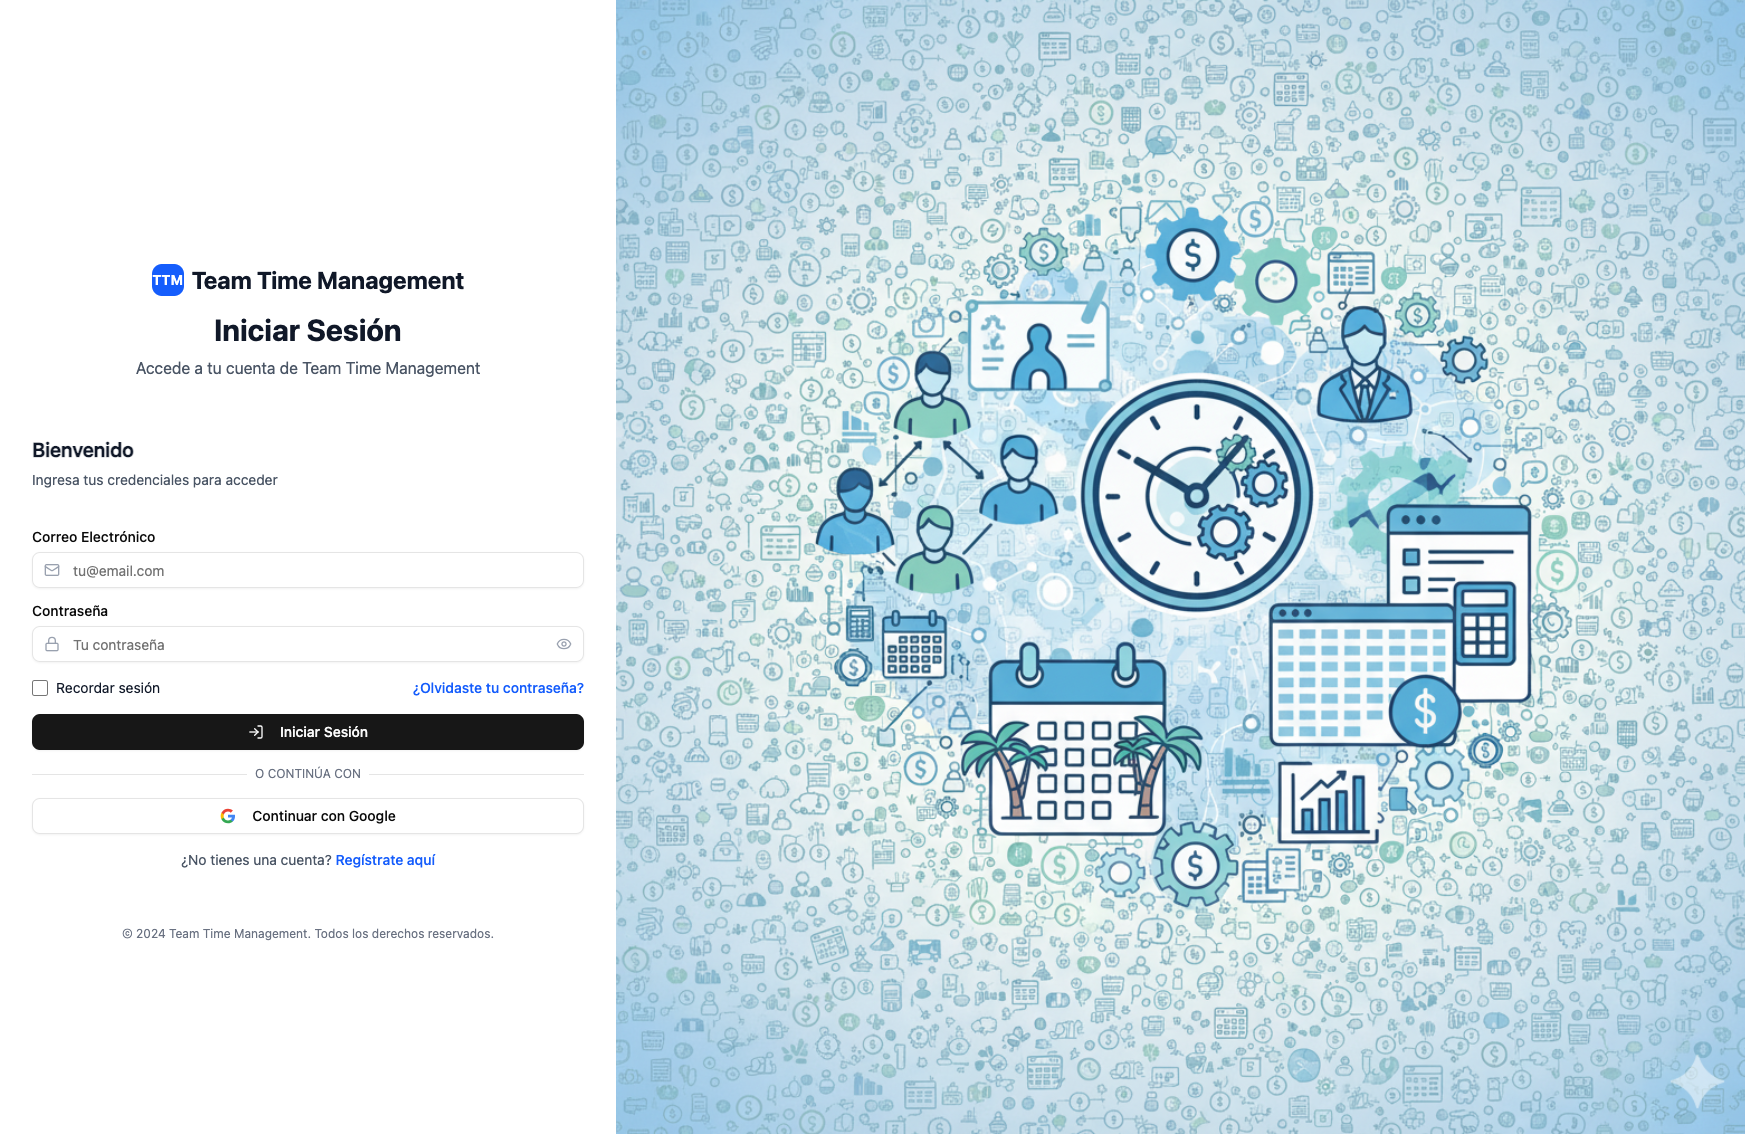 TTM Team Time Management
Iniciar Sesión
Accede a tu cuenta de Team Time Management
Bienvenido
Ingresa tus credenciales para acceder
Correo Electrónico
tu@email.com
Contraseña
Tu contraseña
Recordar sesión ¿Olvidaste tu contraseña?
Iniciar Sesión
O CONTINÚA CON
Continuar con Google
¿No tienes una cuenta? Regístrate aquí
© 2024 Team Time Management. Todos los derechos reservados.